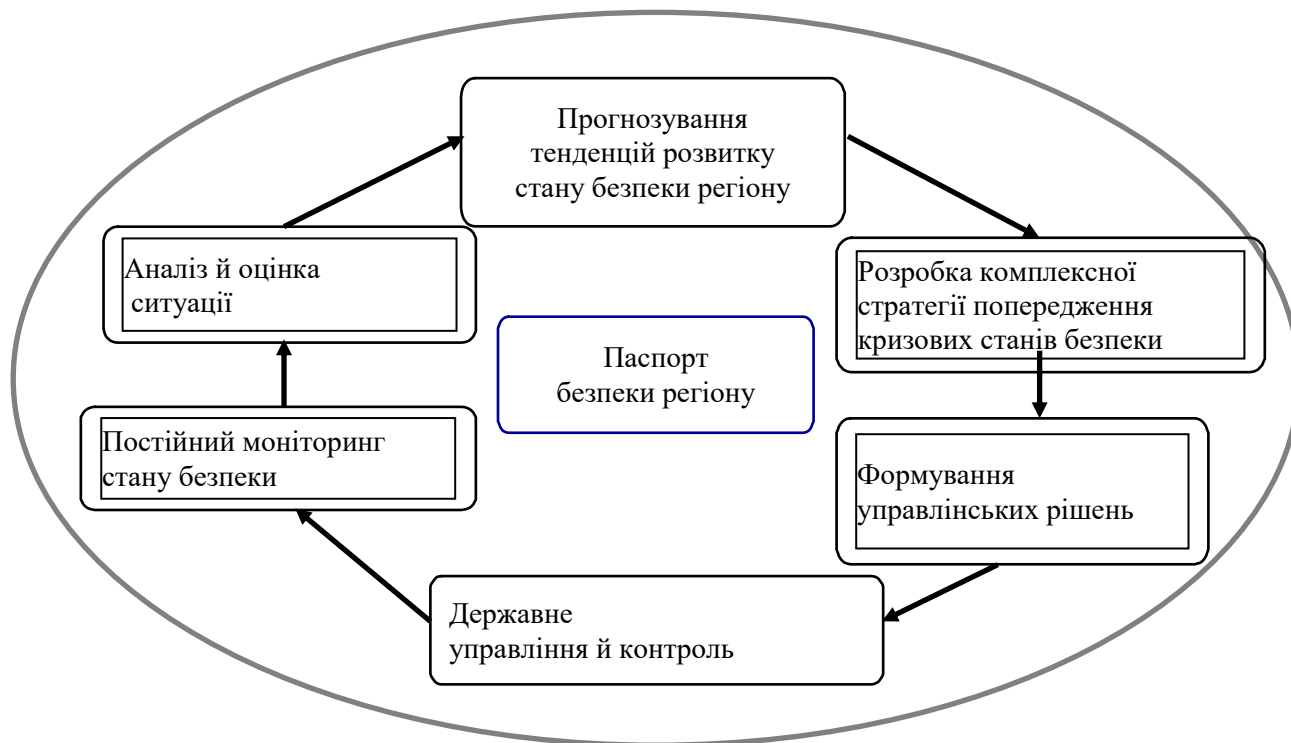 Прогнозування
тенденцій розвитку
стану безпеки регіону
Аналіз й оцінка
ситуації
Розробка комплексної
стратегії попередження
кризових станів безпеки
Паспорт
безпеки регіону
Постійний моніторинг
стану безпеки
Формування
управлінських рішень
Державне
управління й контроль